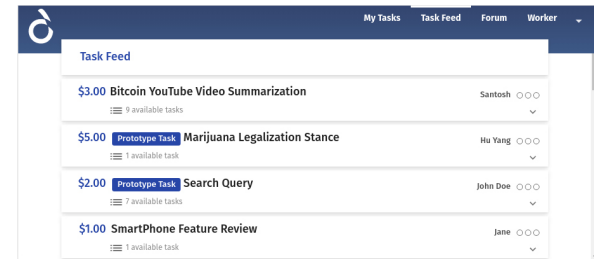 My Tasks Task Feed Forum Worker
Task Feed
$3.00 Bitcoin YouTube Video Summarization Santosh
9 available tasks
$5.00 Prototype Task Marijuana Legalization Stance Hu Yang
1 available task
$2.00 Prototype Task Search Query John Doe
7 available tasks
$1.00 SmartPhone Feature Review Jane
1 available task